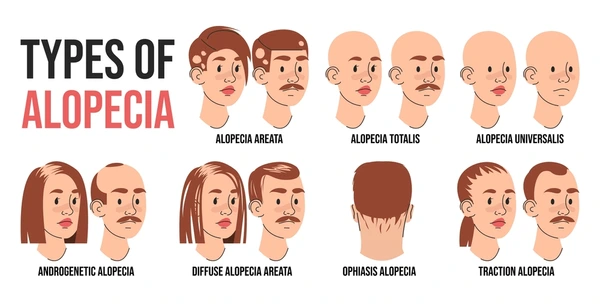 TYPES OF
ALOPECIA
ALOPECIA AREATA
ALOPECIA TOTALIS
ALOPECIA UNIVERSALIS
ANDROGENETIC ALOPECIA
DIFFUSE ALOPECIA AREATA
OPHIASIS ALOPECIA
TRACTION ALOPECIA